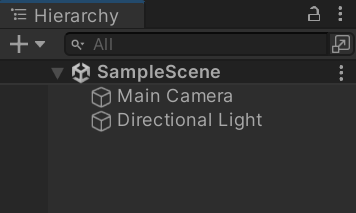 Hierarchy
All
SampleScene
Main Camera
Directional Light